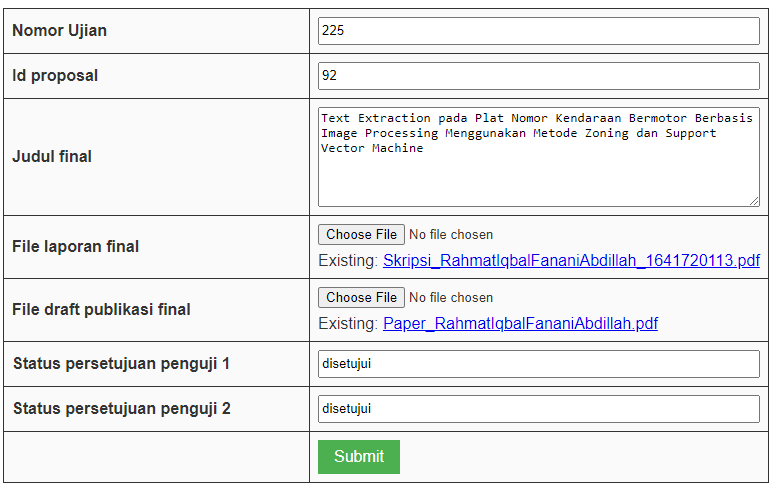 Nomor Ujian
225
Id proposal
92
Judul final
Text Extraction pada Plat Nomor Kendaraan Bermotor Berbasis
Image Processing Menggunakan Metode Zoning dan Support
Vector Machine
File laporan final
Choose File No file chosen
Existing: Skripsi_RahmatIqbalFananiAbdillah_1641720113.pdf
File draft publikasi final
Choose File No file chosen
Existing: Paper_RahmatIqbalFananiAbdillah.pdf
Status persetujuan penguji 1
disetujui
Status persetujuan penguji 2
disetujui
Submit